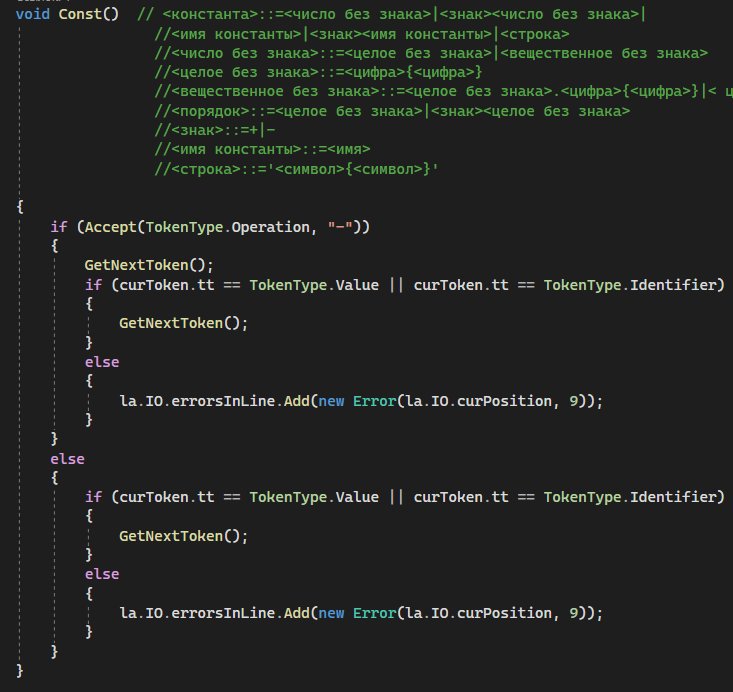 void Const()  // <константа>::=<число без знака>|<знак><число без знака>|
//<имя константы>|<знак><имя константы>|<строка>
//<число без знака>::=<целое без знака>|<вещественное без знака>
//<целое без знака>::=<цифра>{<цифра>}
//<вещественное без знака>::=<целое без знака>.<цифра>{<цифра>}|< ц
//<порядок>::=<целое без знака>|<знак><целое без знака>
//<знак>::=+|-
//<имя константы>::=<имя>
//<строка>::='<символ>{<символ>}'
{
if (Accept(TokenType.Operation, "-"))
{
GetNextToken();
if (curToken.tt == TokenType.Value || curToken.tt == TokenType.Identifier)
{
GetNextToken();
}
else
{
la.IO.errorsInLine.Add(new Error(la.IO.curPosition, 9));
}
}
else
{
if (curToken.tt == TokenType.Value || curToken.tt == TokenType.Identifier)
{
GetNextToken();
}
else
{
la.IO.errorsInLine.Add(new Error(la.IO.curPosition, 9));
}
}
}